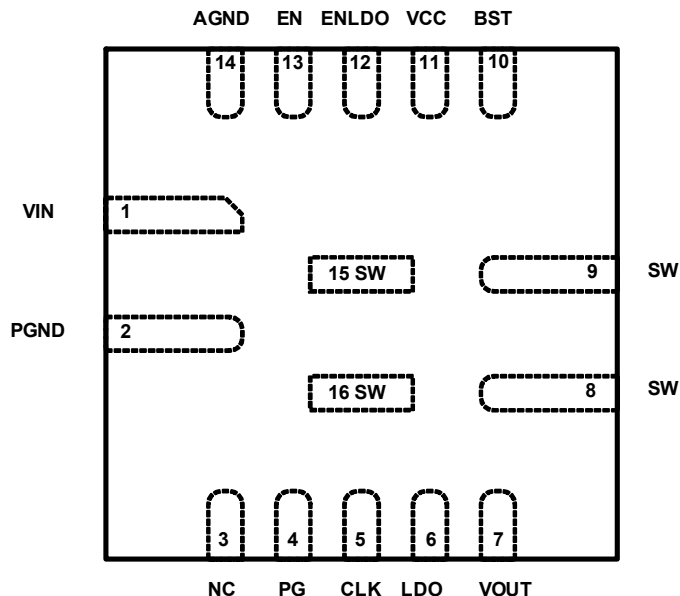 AGND EN ENLDO VCC BST
14 13 12 11 10
VIN 1
15 SW 9 SW
PGND 2
16 SW 8 SW
3 4 5 6 7
NC PG CLK LDO VOUT